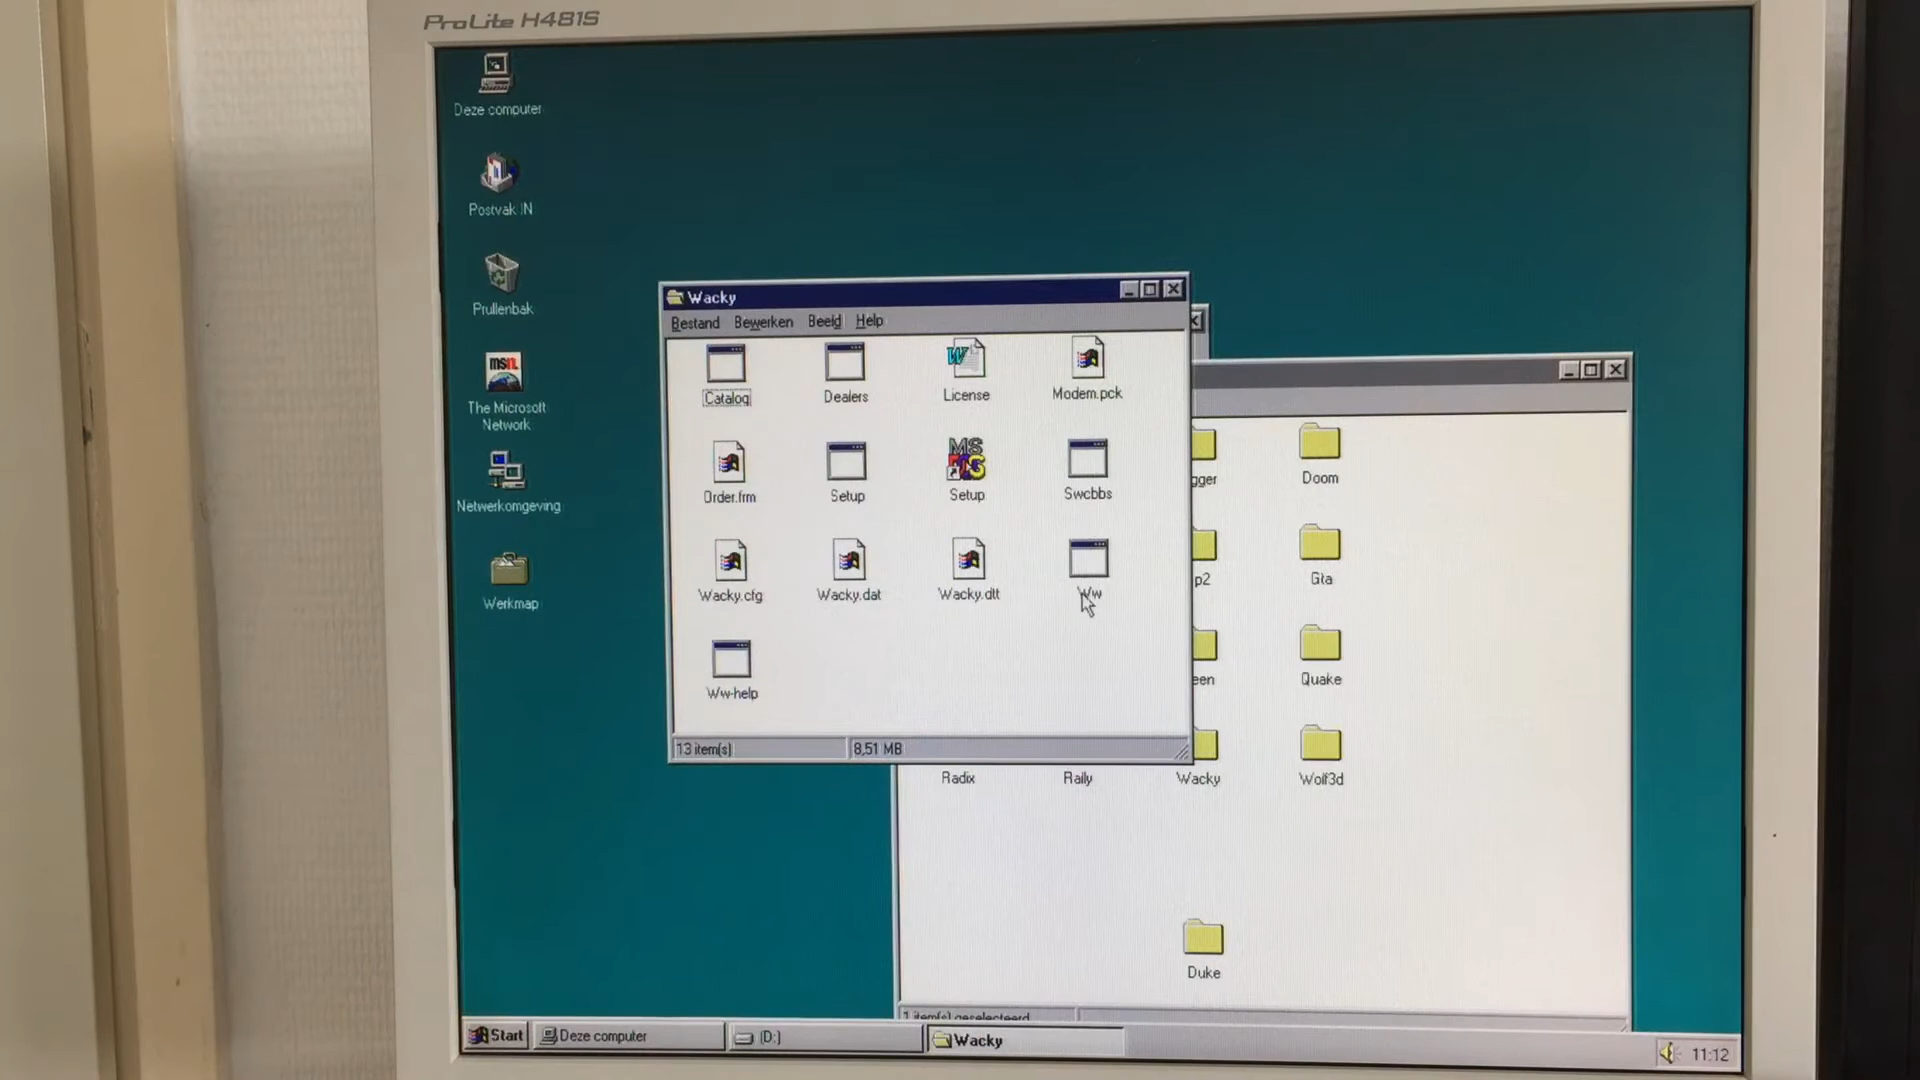 ProLite H481S
Deze computer
Postvak IN
Prullenbak
msn
The Microsoft
Network
Netwerkomgeving
Werkmap
Wacky
Bestand Bewerken Beeld Help
Catalog Dealers License Modem.pck
Order.frm Setup Setup Swcbbs
Wacky.cfg Wacky.dat Wacky.dtt Ww
Ww-help
13 item(s) 8,51 MB
gger Doom
p2 Gta
een Quake
Radix Rally Wacky Wolf3d
Duke
1 item(s) geselecteerd
Start Deze computer (D:) Wacky 11:12